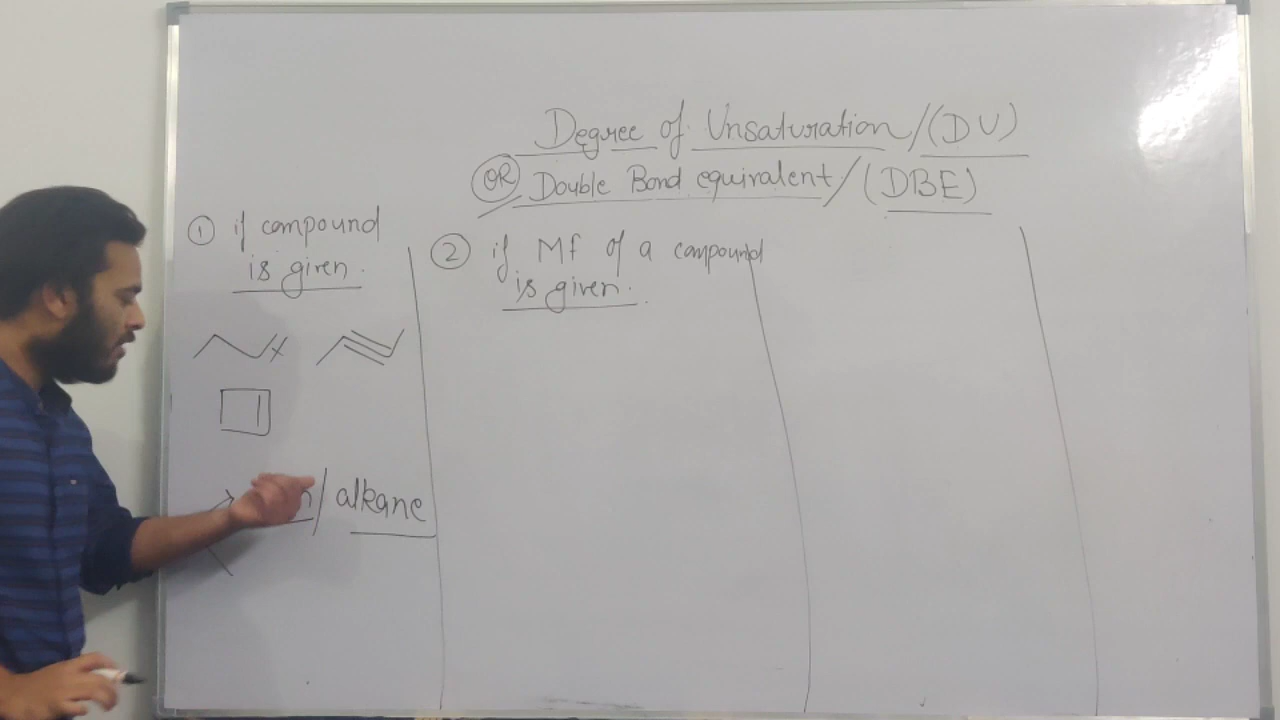 Degree of Unsaturation/(DU)
OR Double Bond equivalent/(DBE)
① if compound
is given.
② if Mf of a compound
is given.
/ alkane